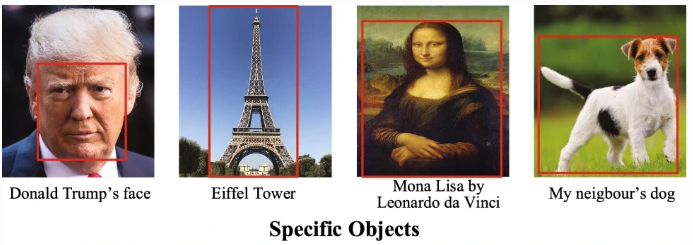 Donald Trump's face
Eiffel Tower
Mona Lisa by
Leonardo da Vinci
My neigbour's dog
Specific Objects